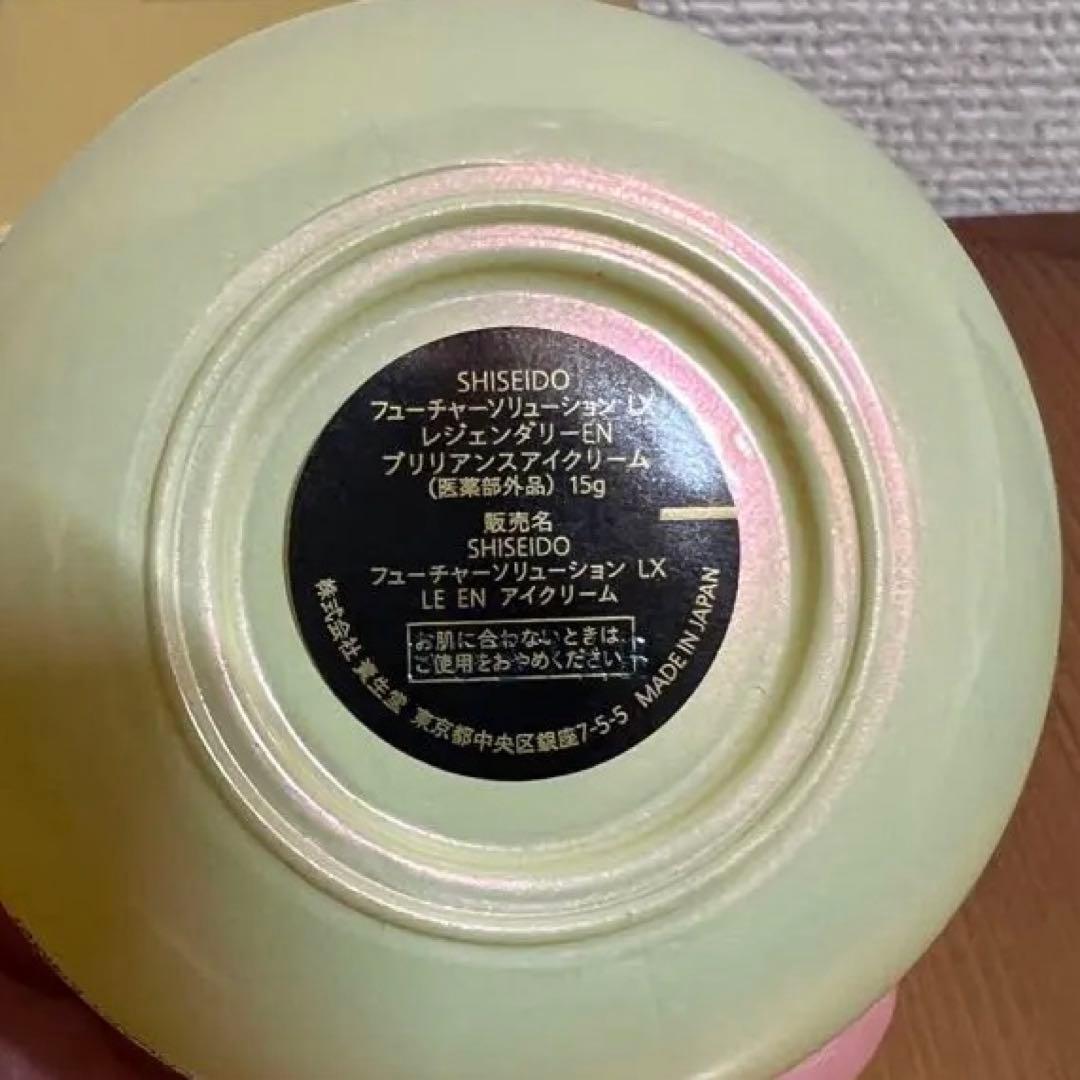 SHISEIDO
フューチャーソリューション LX
レジェンダリーEN
ブリリアンスアイクリーム
(医薬部外品) 15g
販売名
SHISEIDO
フューチャーソリューション LX
LE EN アイクリーム
お肌に合わないときは
ご使用をおやめください
株式会社 資生堂 東京都中央区銀座7-5-5 MADE IN JAPAN